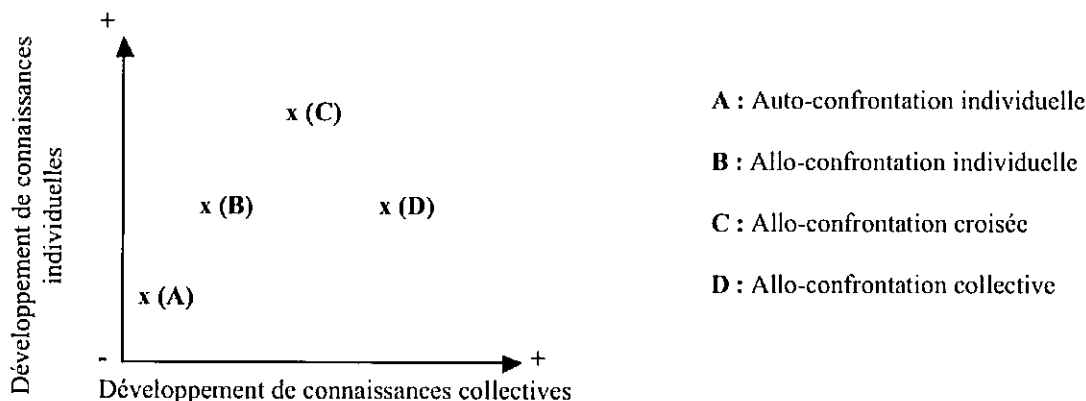 +
Développement de connaissances
individuelles
x (C)
x (B)
x (D)
x (A)
-
+
Développement de connaissances collectives
A : Auto-confrontation individuelle
B : Allo-confrontation individuelle
C : Allo-confrontation croisée
D : Allo-confrontation collective